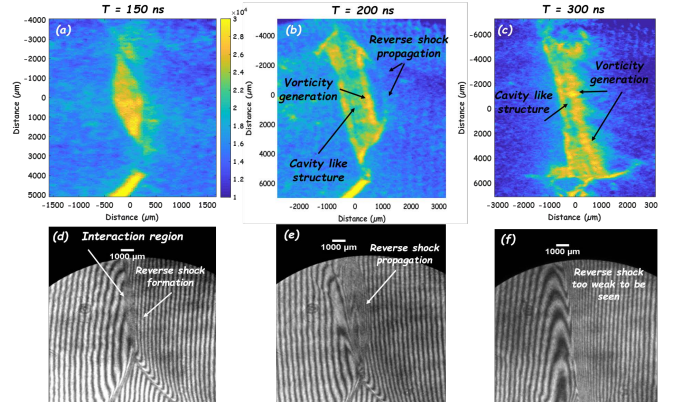 T = 150 ns
T = 200 ns
T = 300 ns
×10⁴
(a)
-4000
-3000
-2000
-1000
0
1000
2000
3000
4000
5000
Distance (µm)
-1500 -1000 -500 0 500 1000 1500
Distance (µm)
3
2.8
2.6
2.4
2.2
2
1.8
1.6
1.4
1.2
1
(b)
Reverse shock
propagation
Vorticity
generation
Cavity like
structure
-4000
-2000
0
2000
4000
6000
Distance (µm)
-2000 -1000 0 1000 2000 3000
Distance (µm)
(c)
Vorticity
generation
Cavity like
structure
-6000
-4000
-2000
0
2000
4000
6000
Distance (µm)
-2000 -1000 0 1000 2000 3000
Distance (µm)
(d)
Interaction region
1000 µm
Reverse shock
formation
(e)
1000 µm
Reverse shock
propagation
(f)
1000 µm
Reverse shock
too weak to be
seen